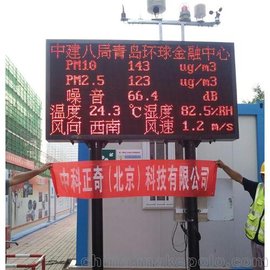 中建八局青岛环球金融中心
PM10 143 ug/m3
PM2.5 123 ug/m3
噪音 66.4 dB
温度 24.3 ℃ 湿度 82.5%RH
风向 西南 风速 1.2 m/s
中科正奇（北京）科技有限公司